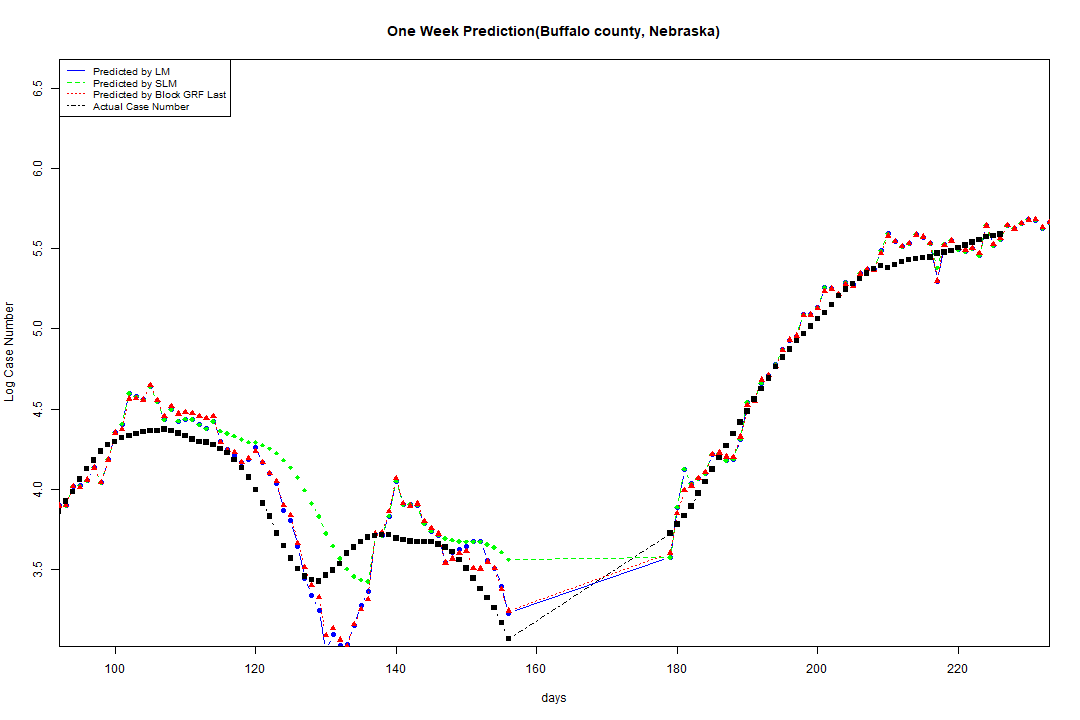 One Week Prediction(Buffalo county, Nebraska)
Predicted by LM
Predicted by SLM
Predicted by Block GRF Last
Actual Case Number
6.5
6.0
5.5
5.0
4.5
4.0
3.5
Log Case Number
100 120 140 160 180 200 220
days